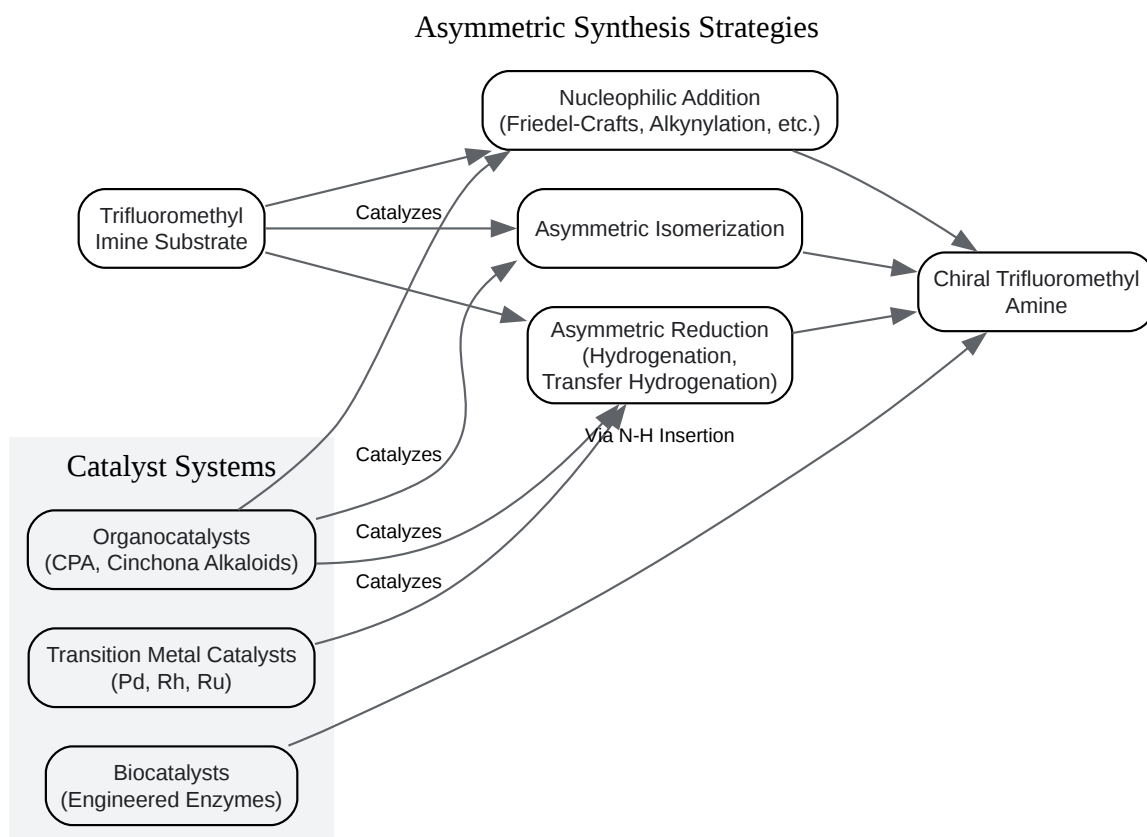 Asymmetric Synthesis Strategies
Nucleophilic Addition
(Friedel-Crafts, Alkynylation, etc.)
Trifluoromethyl
Imine Substrate
Catalyzes
Asymmetric Isomerization
Chiral Trifluoromethyl
Amine
Asymmetric Reduction
(Hydrogenation,
Transfer Hydrogenation)
Via N-H Insertion
Catalyst Systems
Catalyzes
Organocatalysts
(CPA, Cinchona Alkaloids)
Catalyzes
Catalyzes
Transition Metal Catalysts
(Pd, Rh, Ru)
Biocatalysts
(Engineered Enzymes)